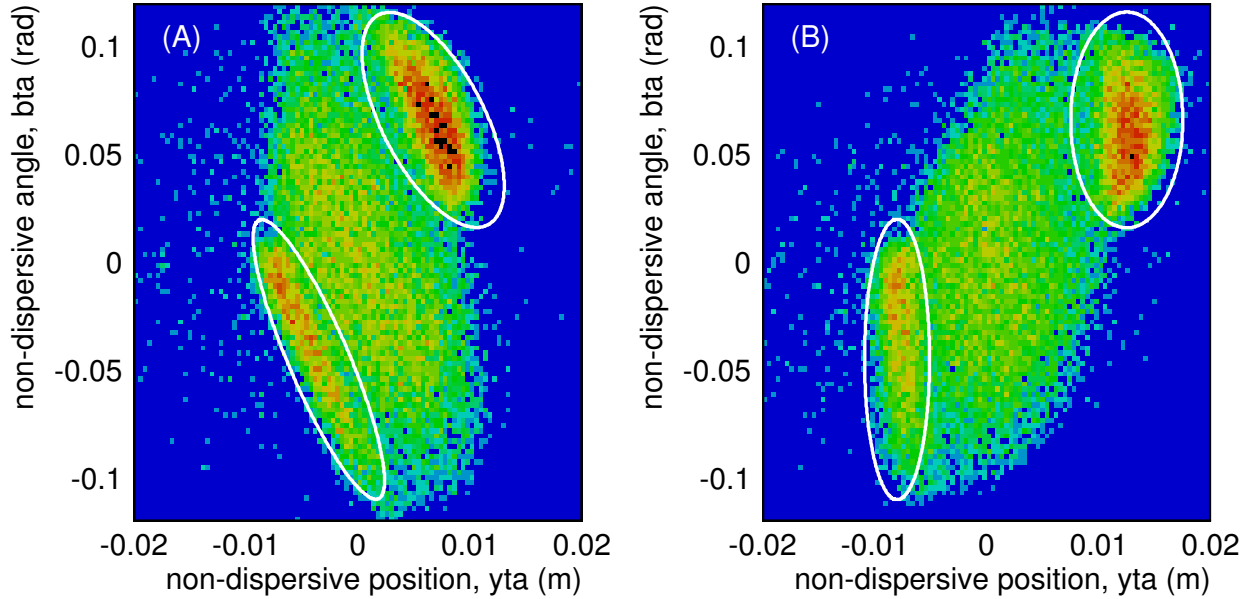 (A)
non-dispersive angle, bta (rad)
0.1
0.05
0
-0.05
-0.1
-0.02 -0.01 0 0.01 0.02
non-dispersive position, yta (m)
(B)
non-dispersive angle, bta (rad)
0.1
0.05
0
-0.05
-0.1
-0.02 -0.01 0 0.01 0.02
non-dispersive position, yta (m)